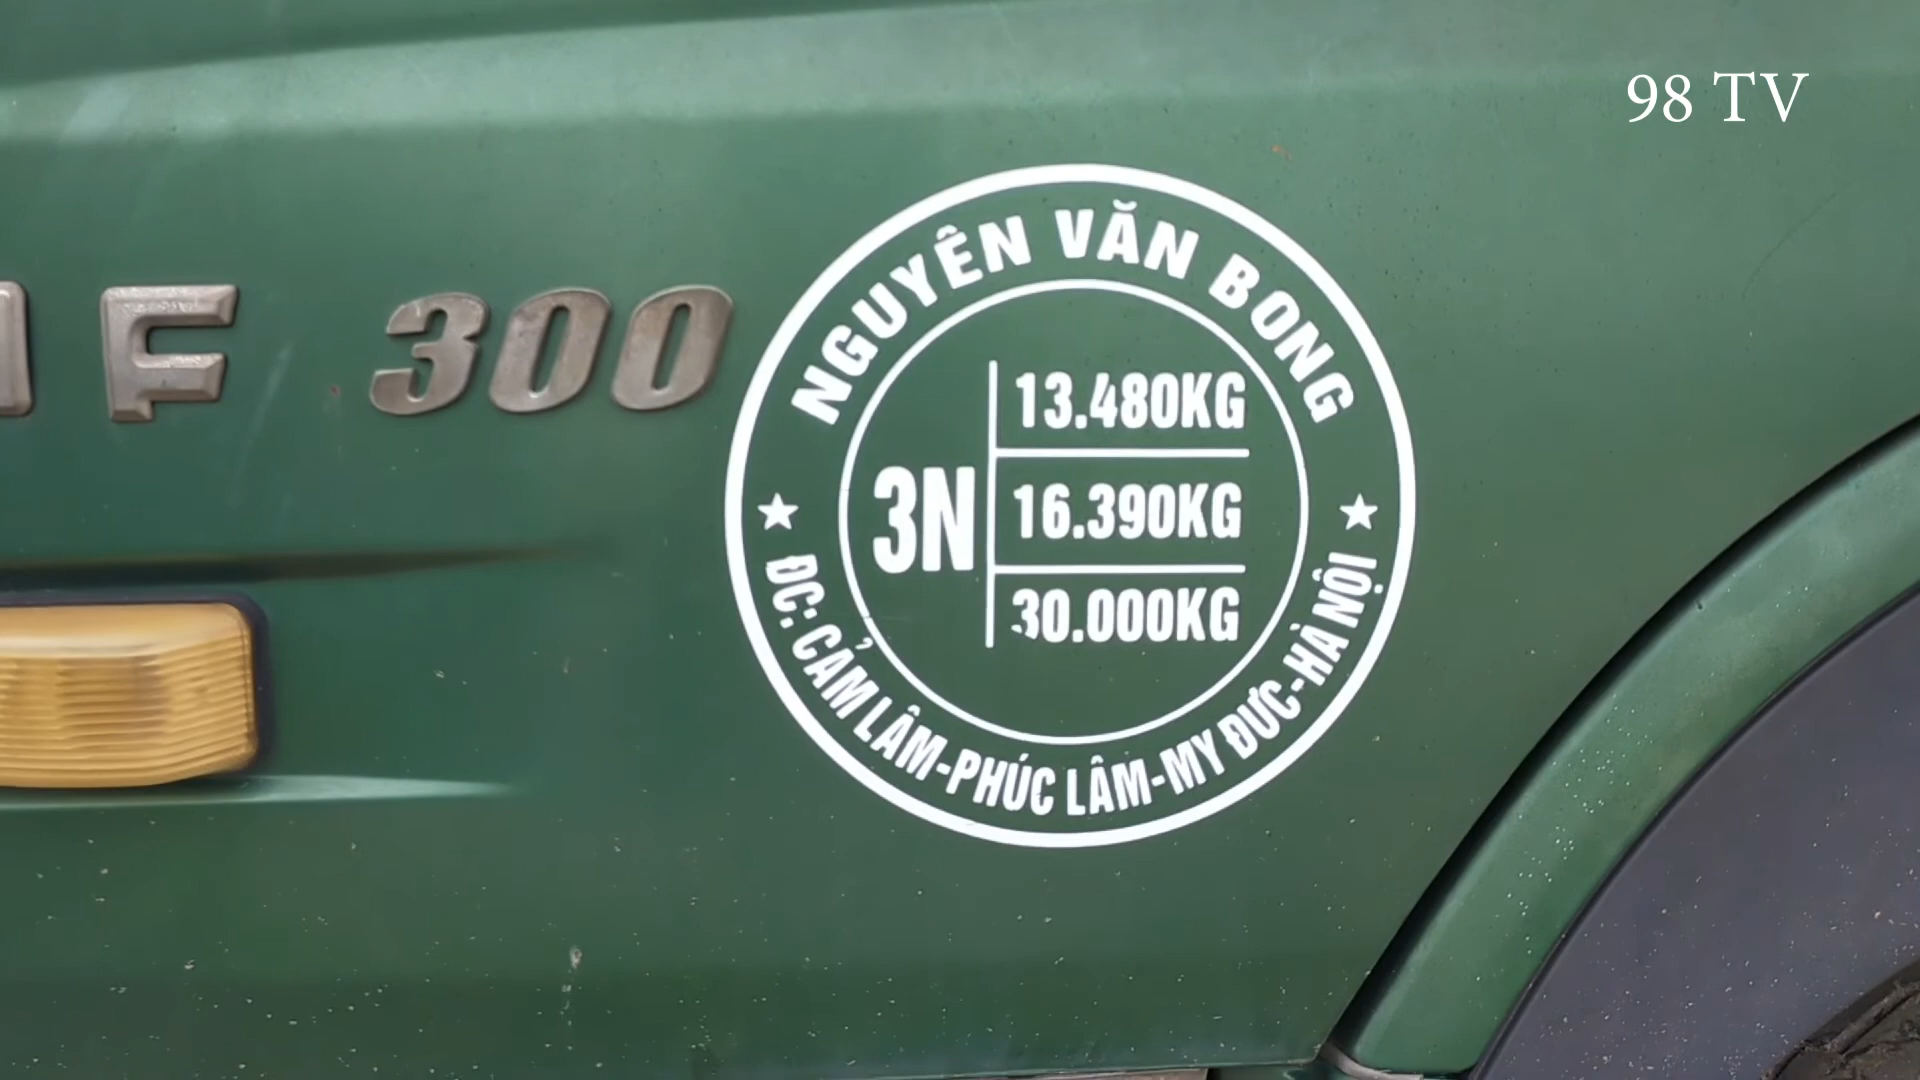 98 TV
F 300
NGUYÊN VĂN BONG
3N
13.480KG
16.390KG
30.000KG
ĐC: CẢM LÂM-PHÚC LÂM-MY ĐƯC-HÀ NỘI